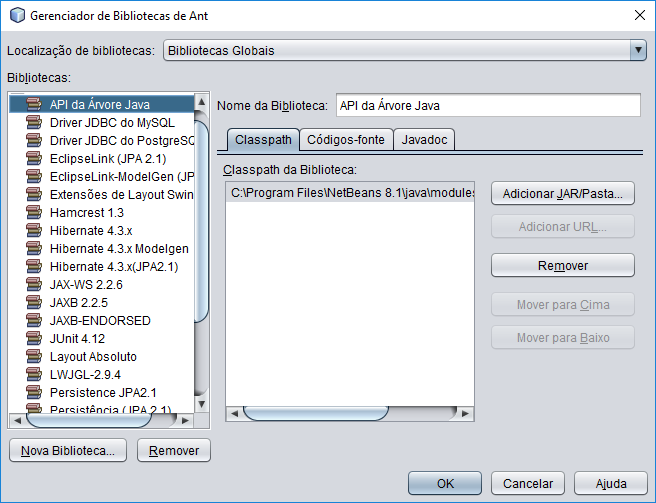 Gerenciador de Bibliotecas de Ant
Localização de bibliotecas: Bibliotecas Globais
Bibliotecas:
API da Árvore Java
Driver JDBC do MySQL
Driver JDBC do PostgreSQ
EclipseLink (JPA 2.1)
EclipseLink-ModelGen (JP
Extensões de Layout Swin
Hamcrest 1.3
Hibernate 4.3.x
Hibernate 4.3.x Modelgen
Hibernate 4.3.x(JPA2.1)
JAX-WS 2.2.6
JAXB 2.2.5
JAXB-ENDORSED
JUnit 4.12
Layout Absoluto
LWJGL-2.9.4
Persistence JPA2.1
Persistência (JPA 2.1)
Nova Biblioteca...
Remover
Nome da Biblioteca: API da Árvore Java
Classpath
Códigos-fonte
Javadoc
Classpath da Biblioteca:
C:\Program Files\NetBeans 8.1\java\modules
Adicionar JAR/Pasta...
Adicionar URL...
Remover
Mover para Cima
Mover para Baixo
OK
Cancelar
Ajuda